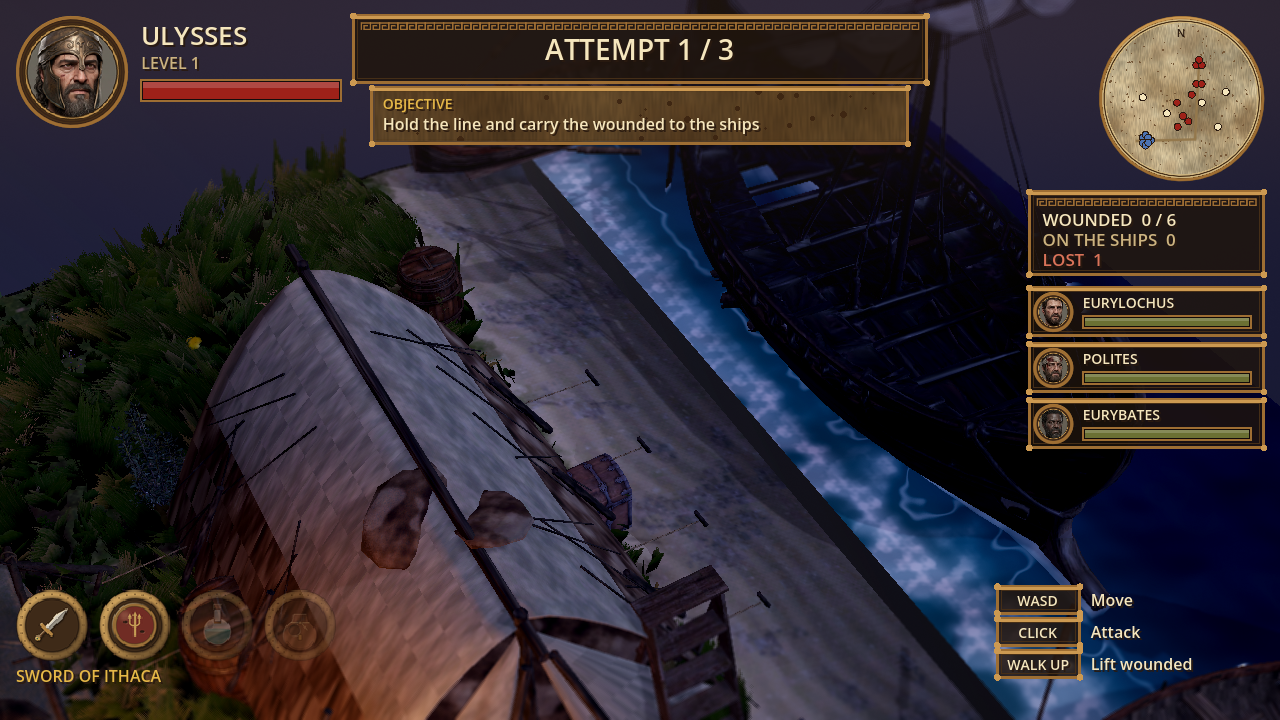 ULYSSES
LEVEL 1
ATTEMPT 1 / 3
OBJECTIVE
Hold the line and carry the wounded to the ships
N
WOUNDED 0 / 6
ON THE SHIPS 0
LOST 1
EURYLOCHUS
POLITES
EURYBATES
SWORD OF ITHACA
WASD Move
CLICK Attack
WALK UP Lift wounded